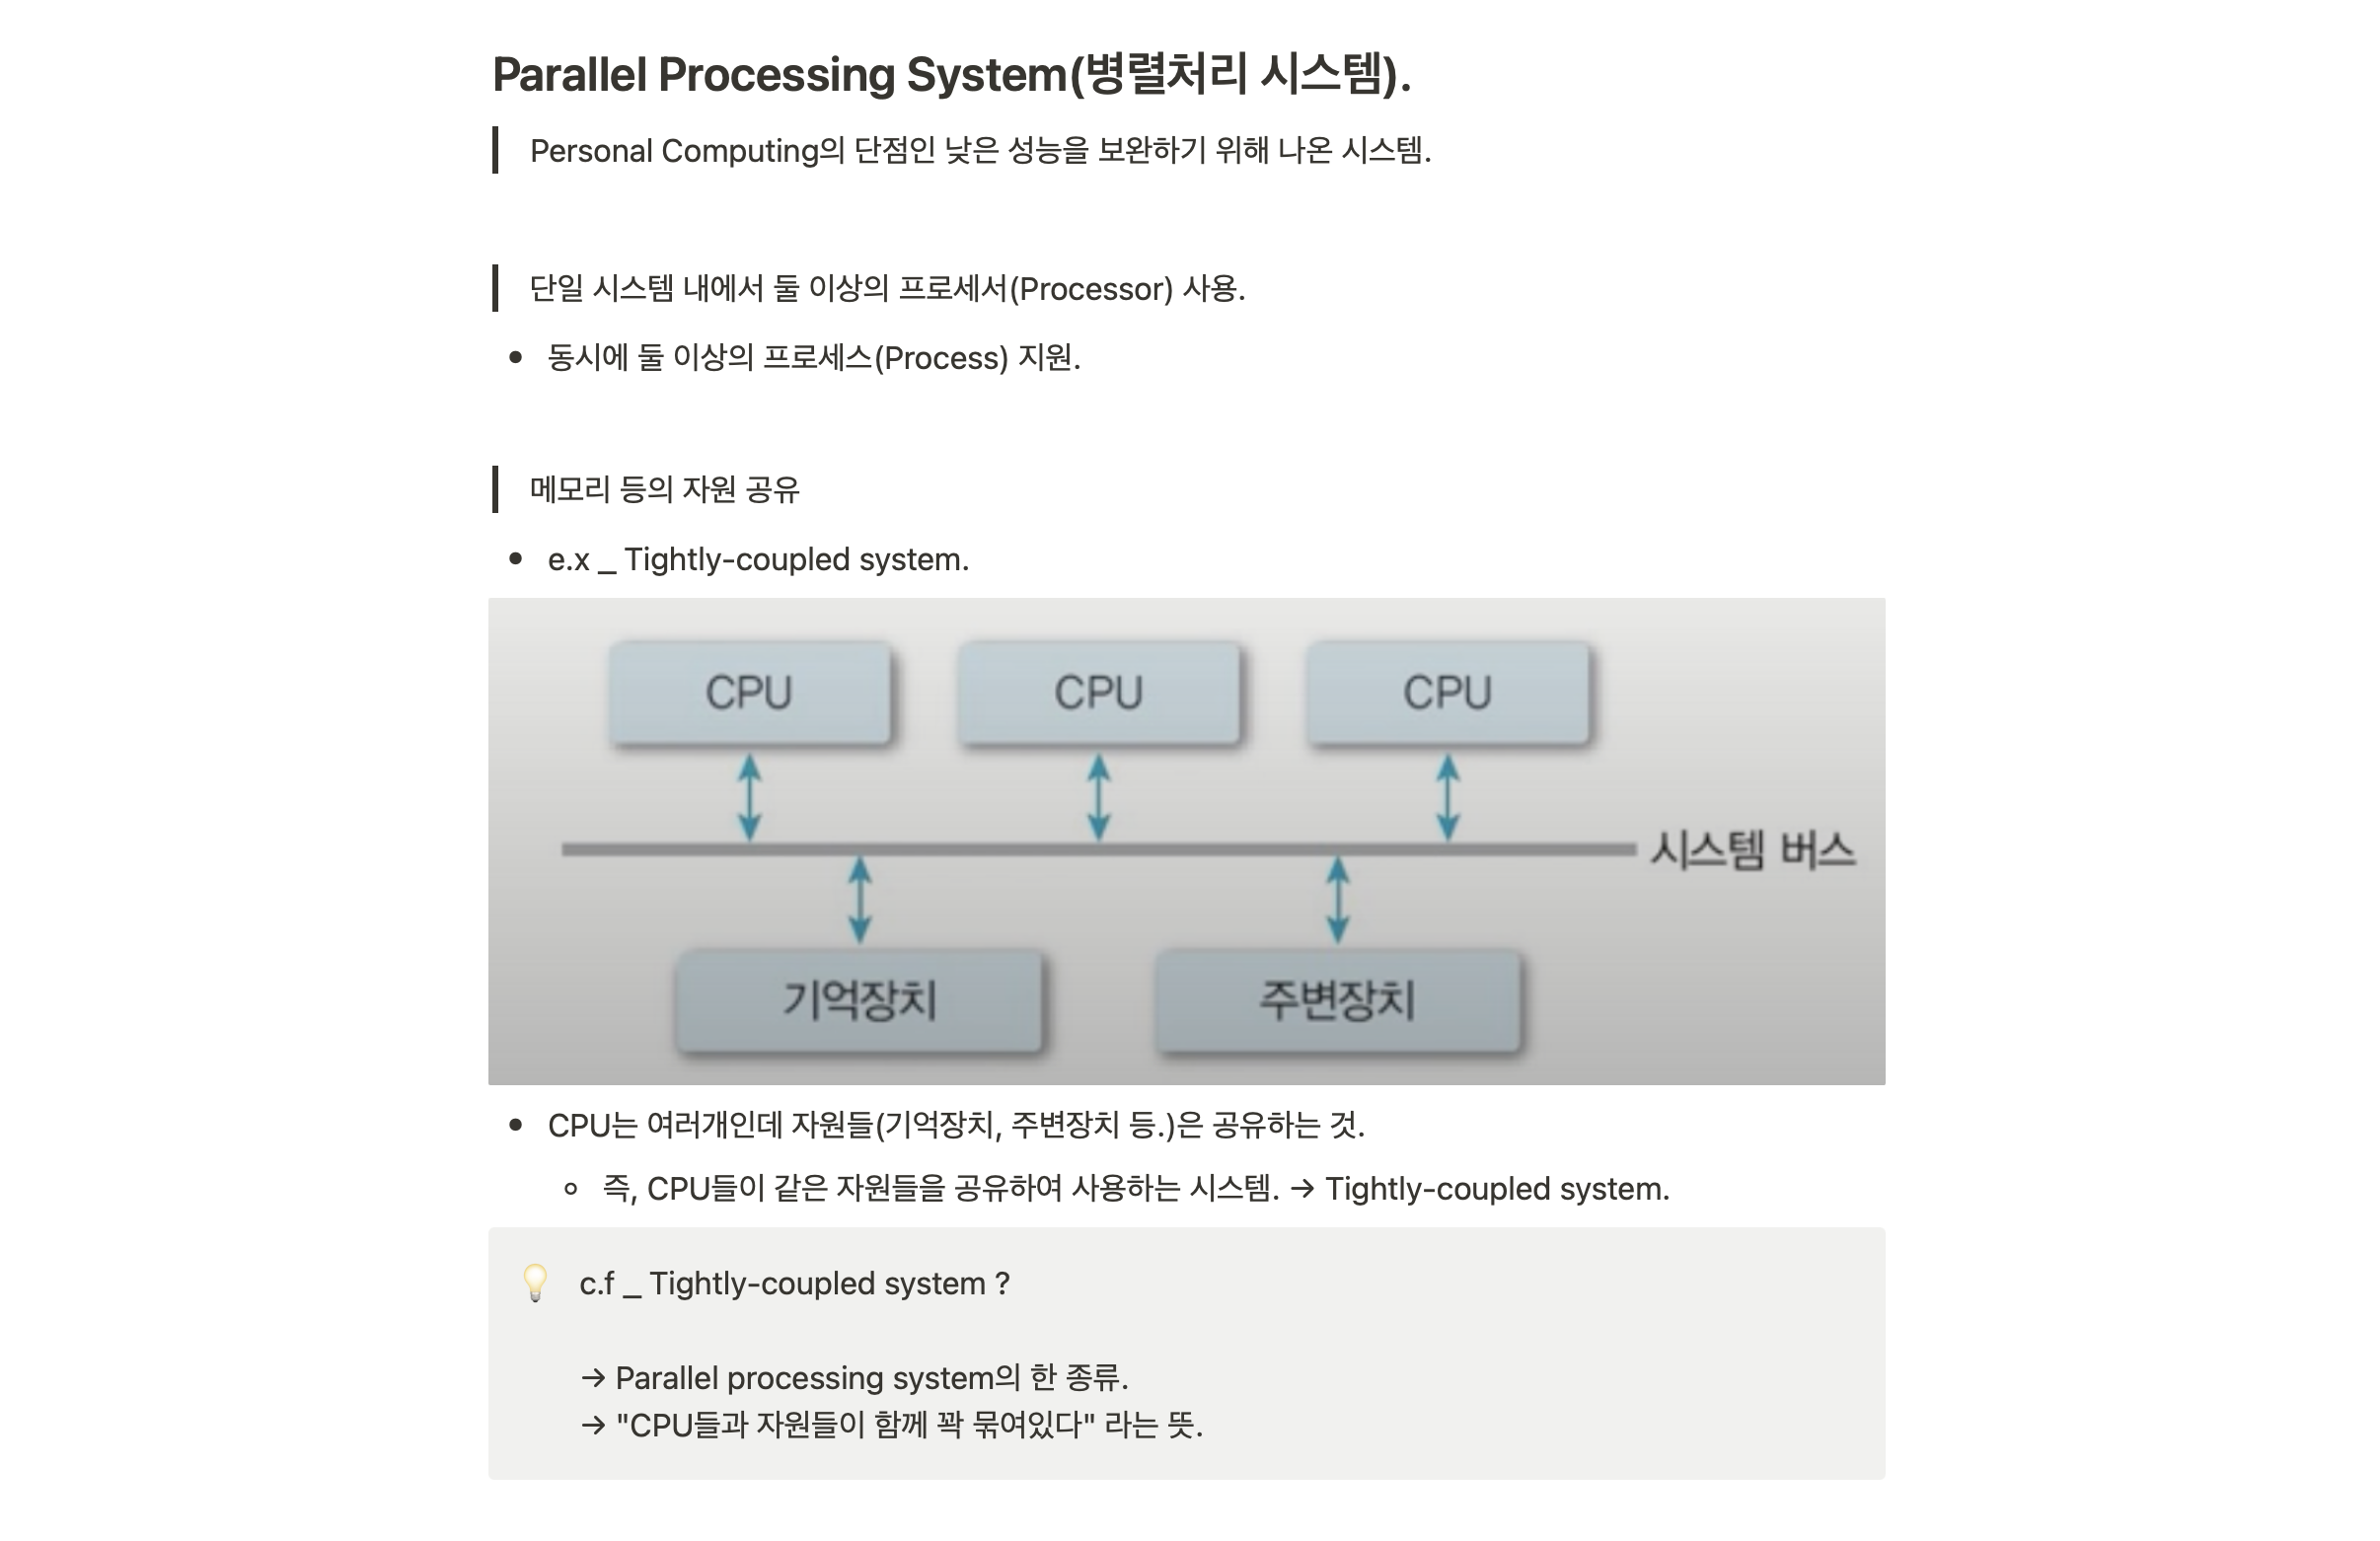 Parallel Processing System(병렬처리 시스템).
Personal Computing의 단점인 낮은 성능을 보완하기 위해 나온 시스템.
단일 시스템 내에서 둘 이상의 프로세서(Processor) 사용.
동시에 둘 이상의 프로세스(Process) 지원.
메모리 등의 자원 공유
e.x _ Tightly-coupled system.
CPU CPU CPU
시스템 버스
기억장치 주변장치
CPU는 여러개인데 자원들(기억장치, 주변장치 등.)은 공유하는 것.
즉, CPU들이 같은 자원들을 공유하여 사용하는 시스템. → Tightly-coupled system.
c.f _ Tightly-coupled system ?
→ Parallel processing system의 한 종류.
→ "CPU들과 자원들이 함께 꽉 묶여있다" 라는 뜻.